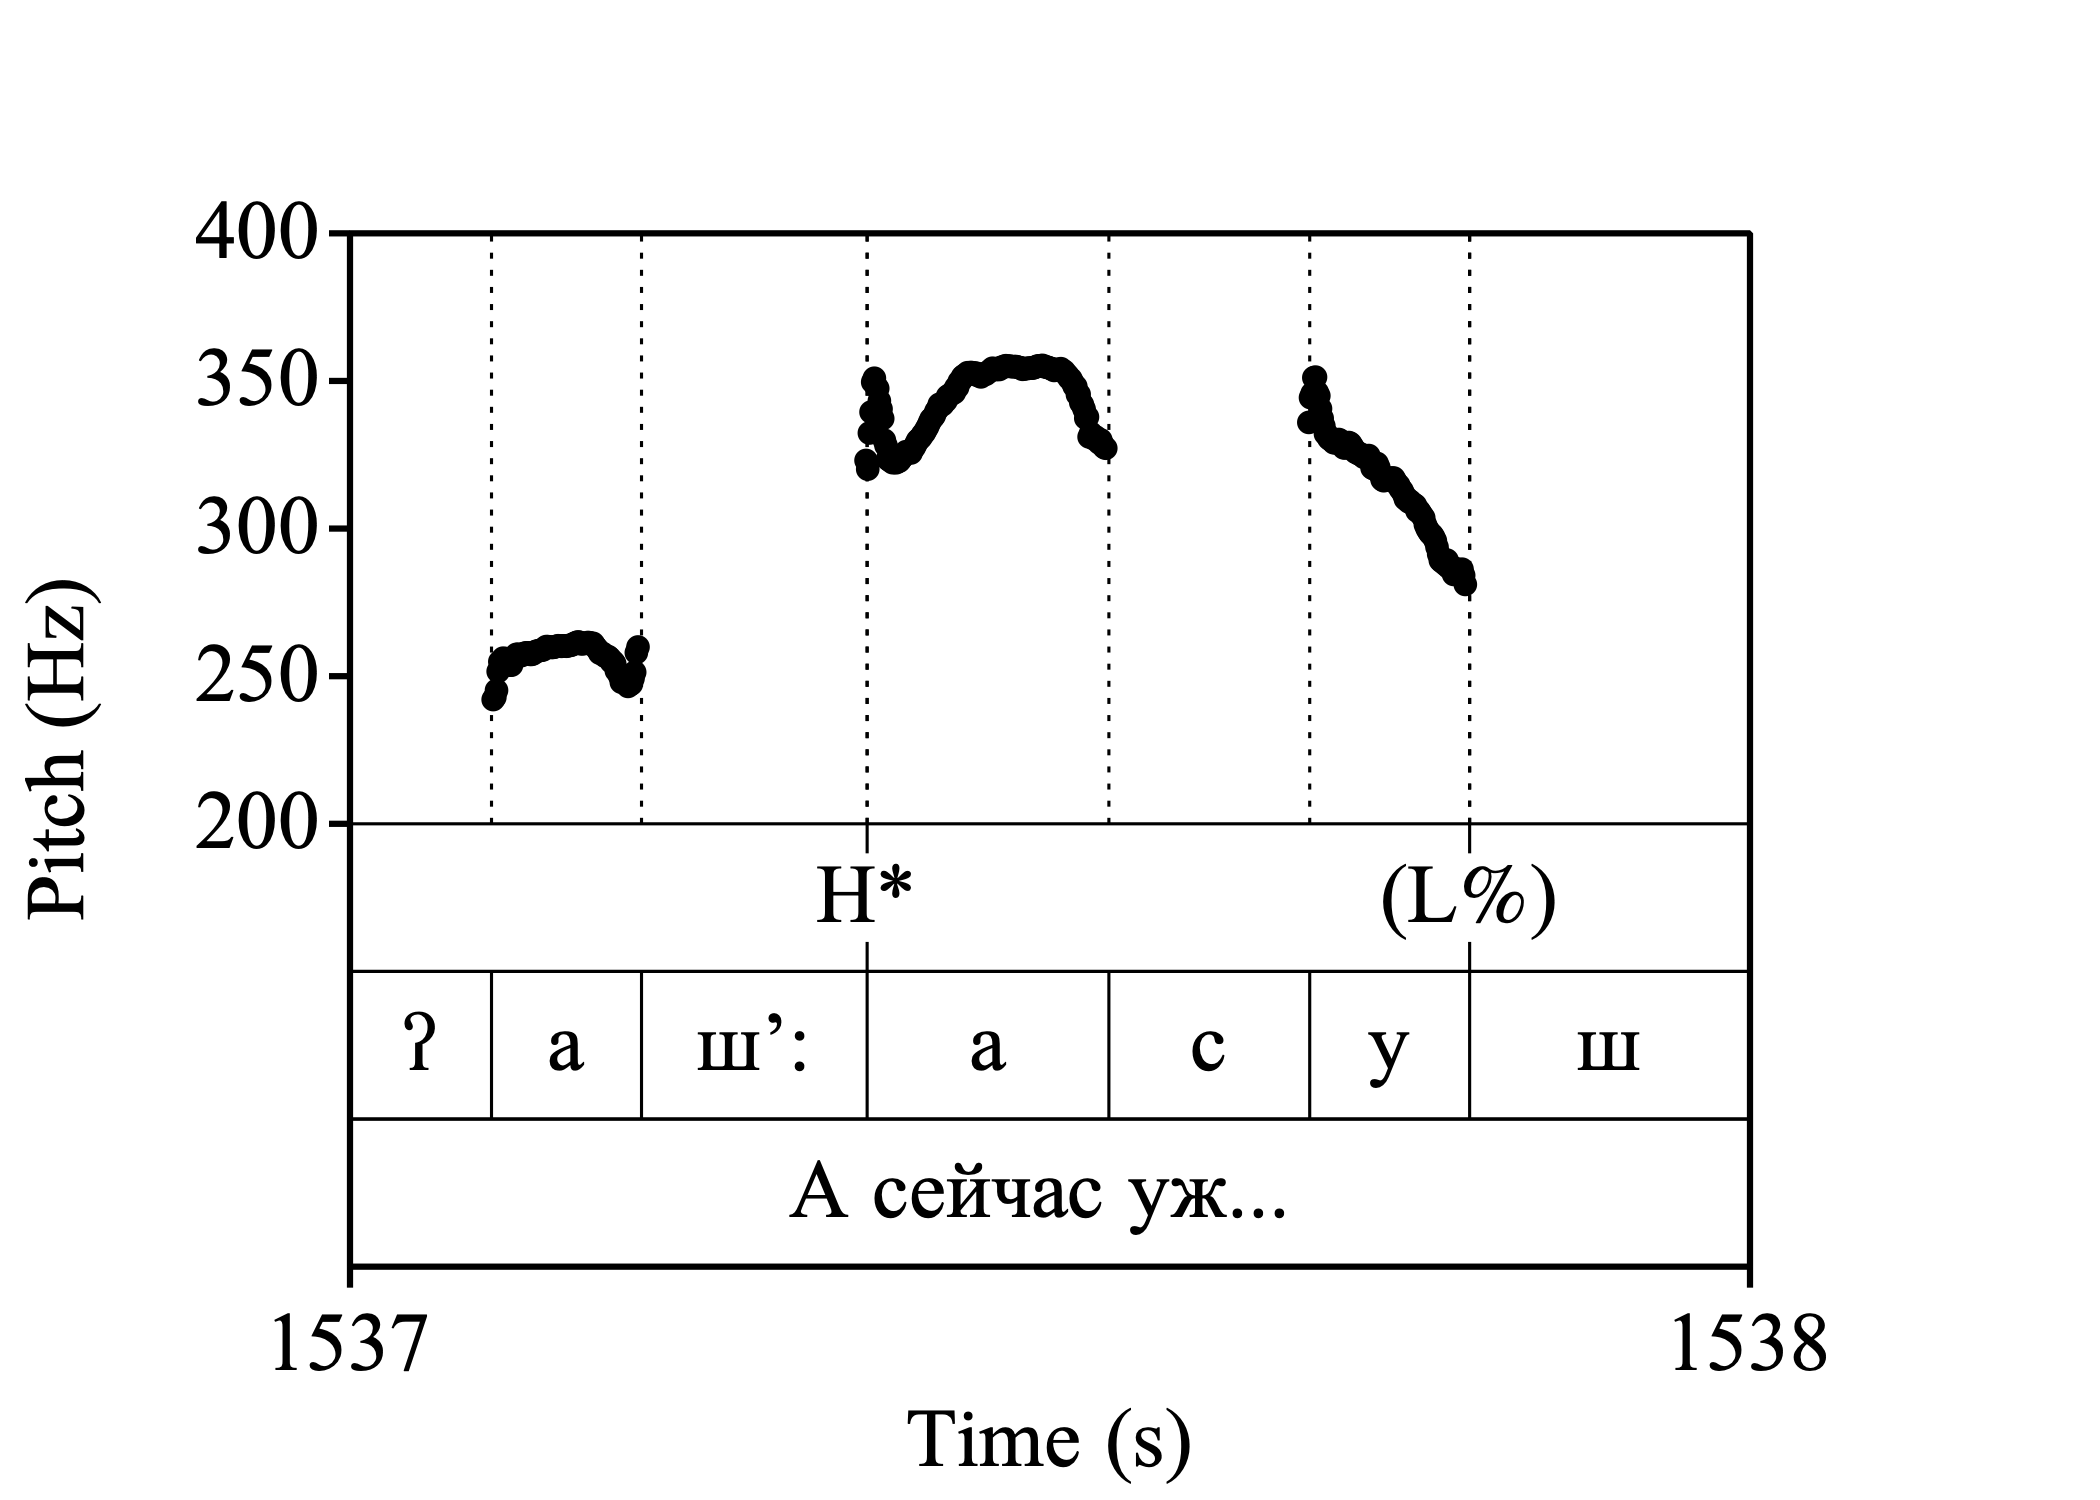 400
350
300
250
200
Pitch (Hz)
H* (L%)
ʔ а ш’: а с у ш
А сейчас уж...
1537 1538
Time (s)